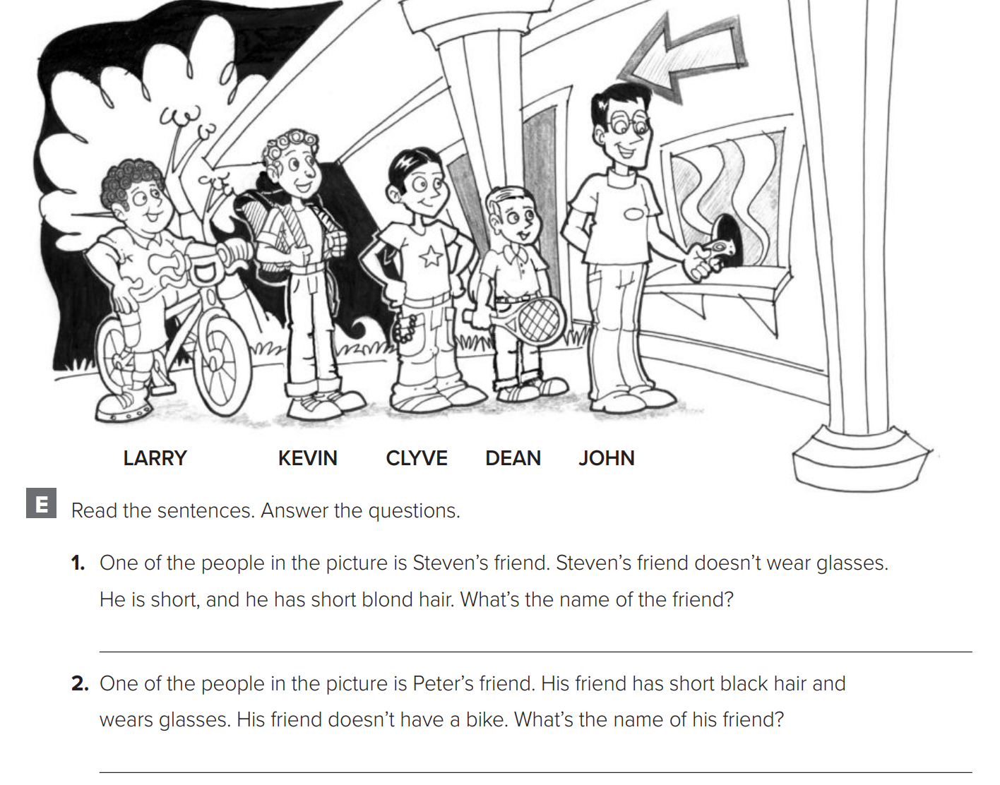 LARRY KEVIN CLYVE DEAN JOHN
E Read the sentences. Answer the questions.
1. One of the people in the picture is Steven’s friend. Steven’s friend doesn’t wear glasses.
He is short, and he has short blond hair. What’s the name of the friend?
2. One of the people in the picture is Peter’s friend. His friend has short black hair and
wears glasses. His friend doesn’t have a bike. What’s the name of his friend?